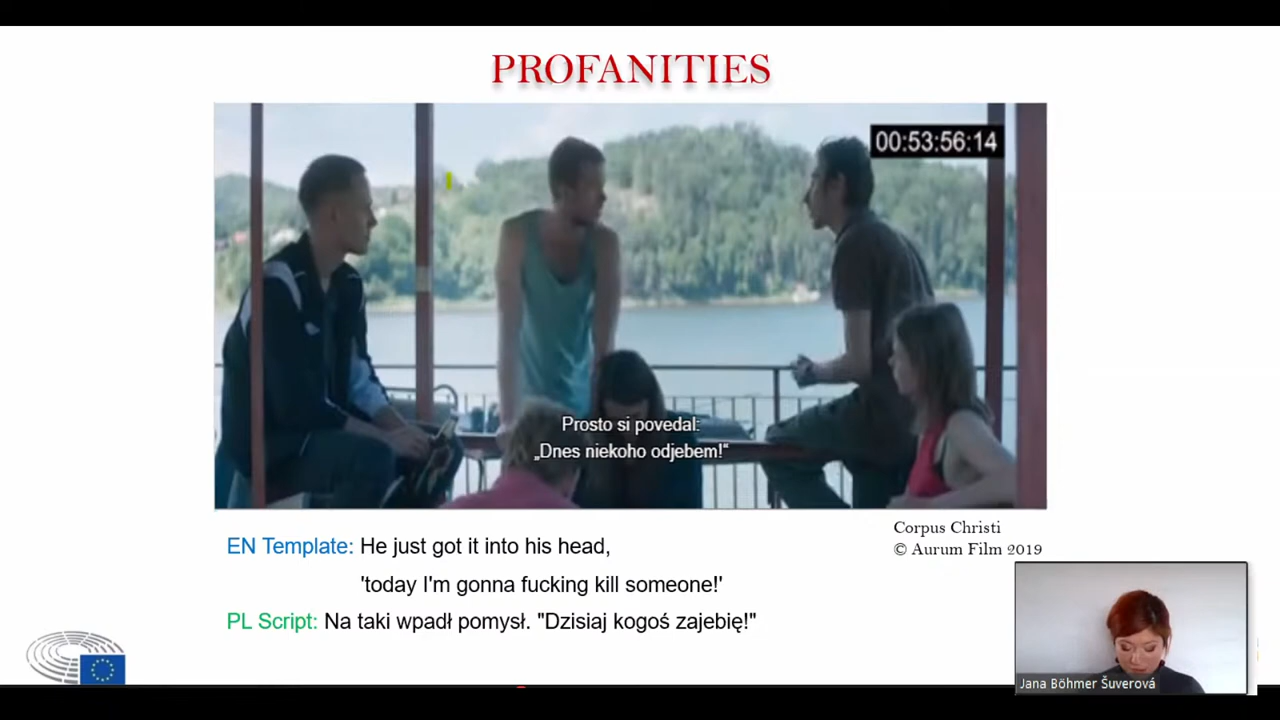 PROFANITIES
00:53:56:14
Prosto si povedal:
„Dnes niekoho odjebem!“
EN Template: He just got it into his head,
'today I'm gonna fucking kill someone!'
PL Script: Na taki wpadł pomysł. "Dzisiaj kogoś zajebię!"
Corpus Christi
© Aurum Film 2019
Jana Böhmer Šuverová